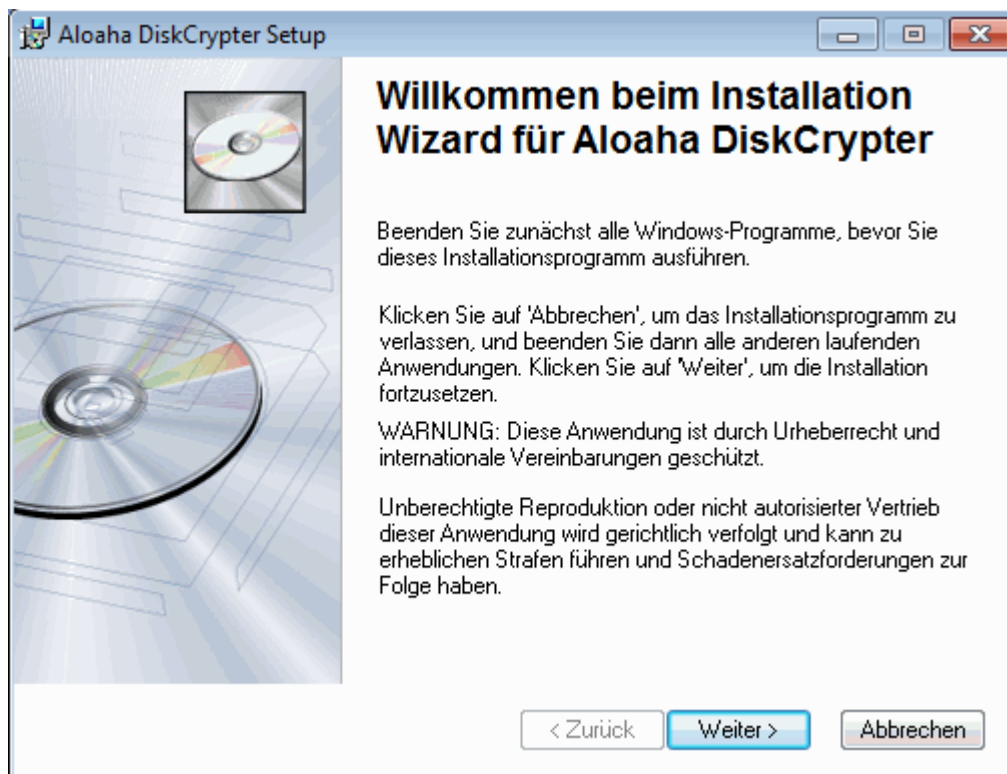 Aloaha DiskCrypter Setup
Willkommen beim Installation
Wizard für Aloaha DiskCrypter
Beenden Sie zunächst alle Windows-Programme, bevor Sie
dieses Installationsprogramm ausführen.
Klicken Sie auf 'Abbrechen', um das Installationsprogramm zu
verlassen, und beenden Sie dann alle anderen laufenden
Anwendungen. Klicken Sie auf 'Weiter', um die Installation
fortzusetzen.
WARNUNG: Diese Anwendung ist durch Urheberrecht und
internationale Vereinbarungen geschützt.
Unberechtigte Reproduktion oder nicht autorisierter Vertrieb
dieser Anwendung wird gerichtlich verfolgt und kann zu
erheblichen Strafen führen und Schadenersatzforderungen zur
Folge haben.
< Zurück Weiter > Abbrechen